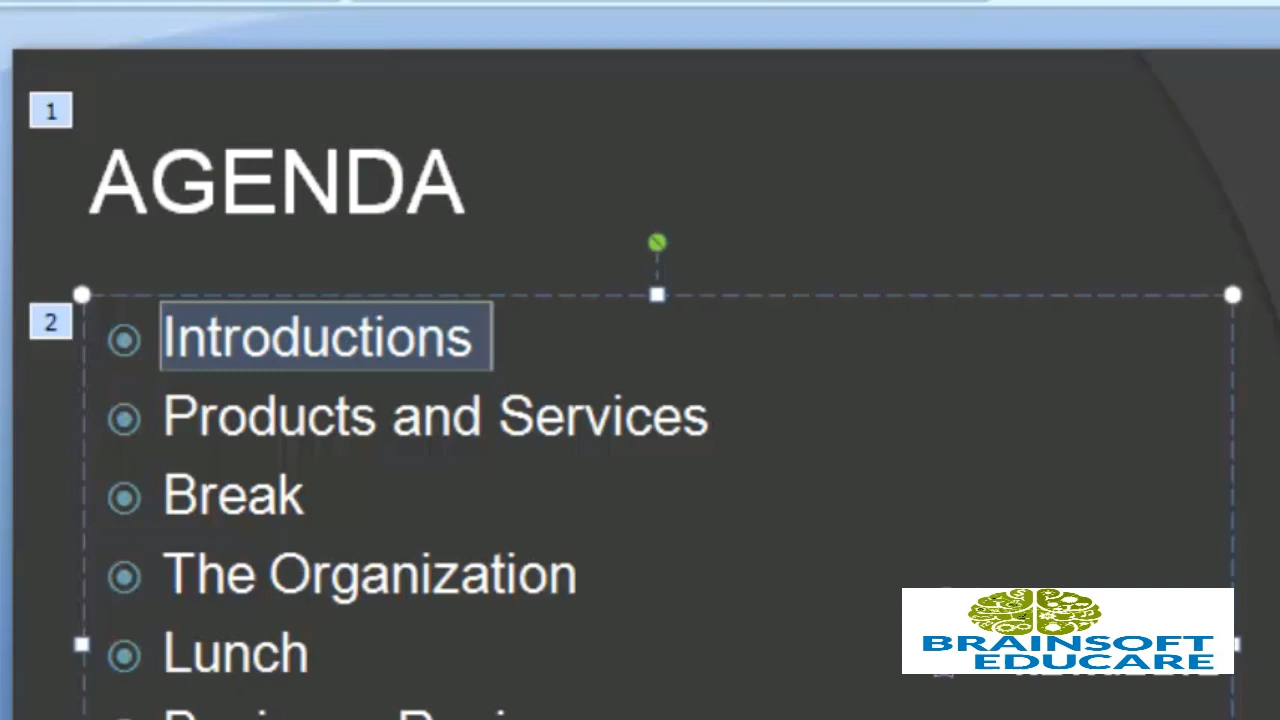 1
AGENDA
2
Introductions
Products and Services
Break
The Organization
Lunch
BRAINSOFT
EDUCARE